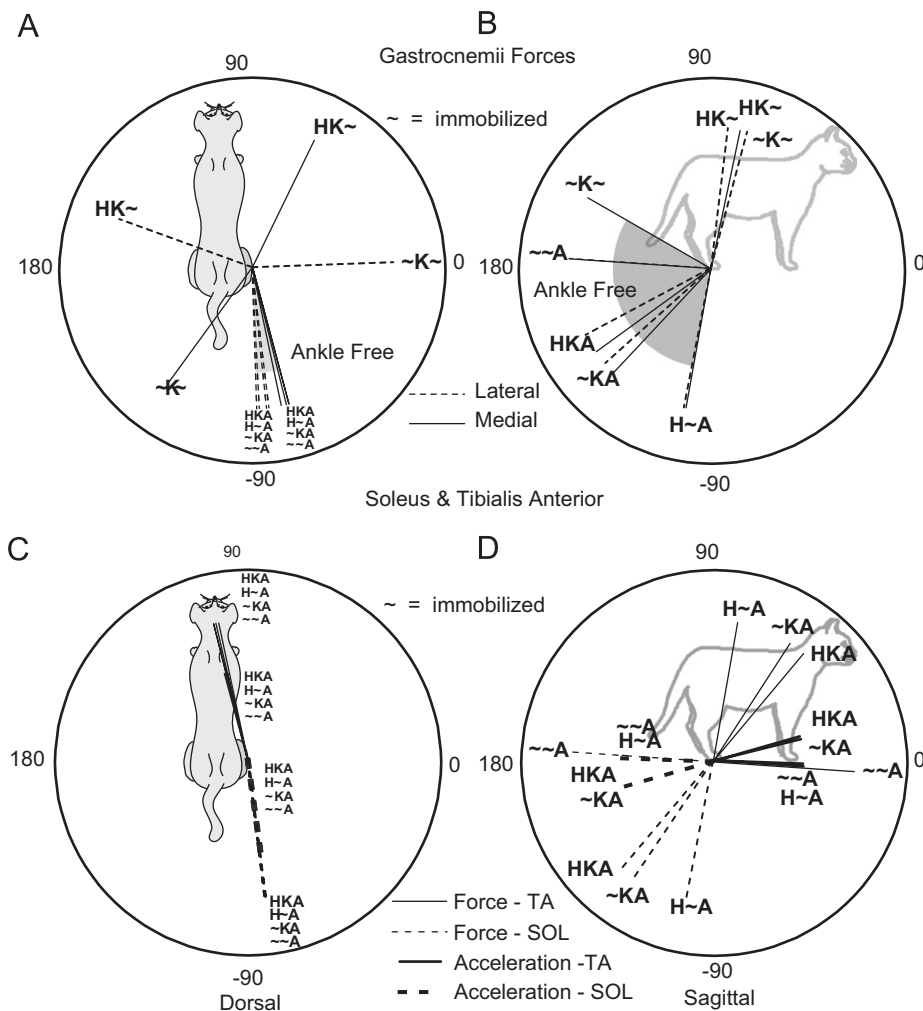 A
B
90
Gastrocnemii Forces
90
HK~
~ = immobilized
HK~
HK~
~K~
HK~
~K~
180
~K~
0
180
~~A
0
Ankle Free
Ankle Free
HKA
~K~
~KA
Lateral
Medial
HKA
H~A
~KA
~~A
HKA
H~A
~KA
~~A
H~A
-90
-90
Soleus & Tibialis Anterior
C
D
90
90
HKA
H~A
~KA
~~A
~ = immobilized
H~A
~KA
HKA
HKA
H~A
~KA
~~A
HKA
~KA
~~A
H~A
180
0
180
~~A
0
HKA
~KA
~~A
H~A
~~A
HKA
H~A
~KA
~~A
HKA
~KA
H~A
HKA
H~A
~KA
~~A
Force - TA
Force - SOL
Acceleration -TA
Acceleration - SOL
-90
Dorsal
-90
Sagittal